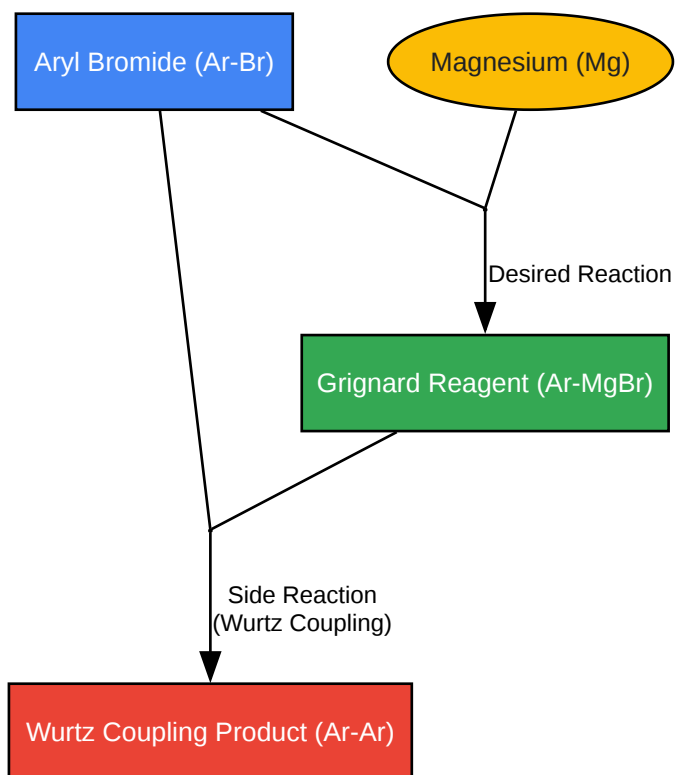 Aryl Bromide (Ar-Br)
Magnesium (Mg)
Desired Reaction
Grignard Reagent (Ar-MgBr)
Side Reaction
(Wurtz Coupling)
Wurtz Coupling Product (Ar-Ar)